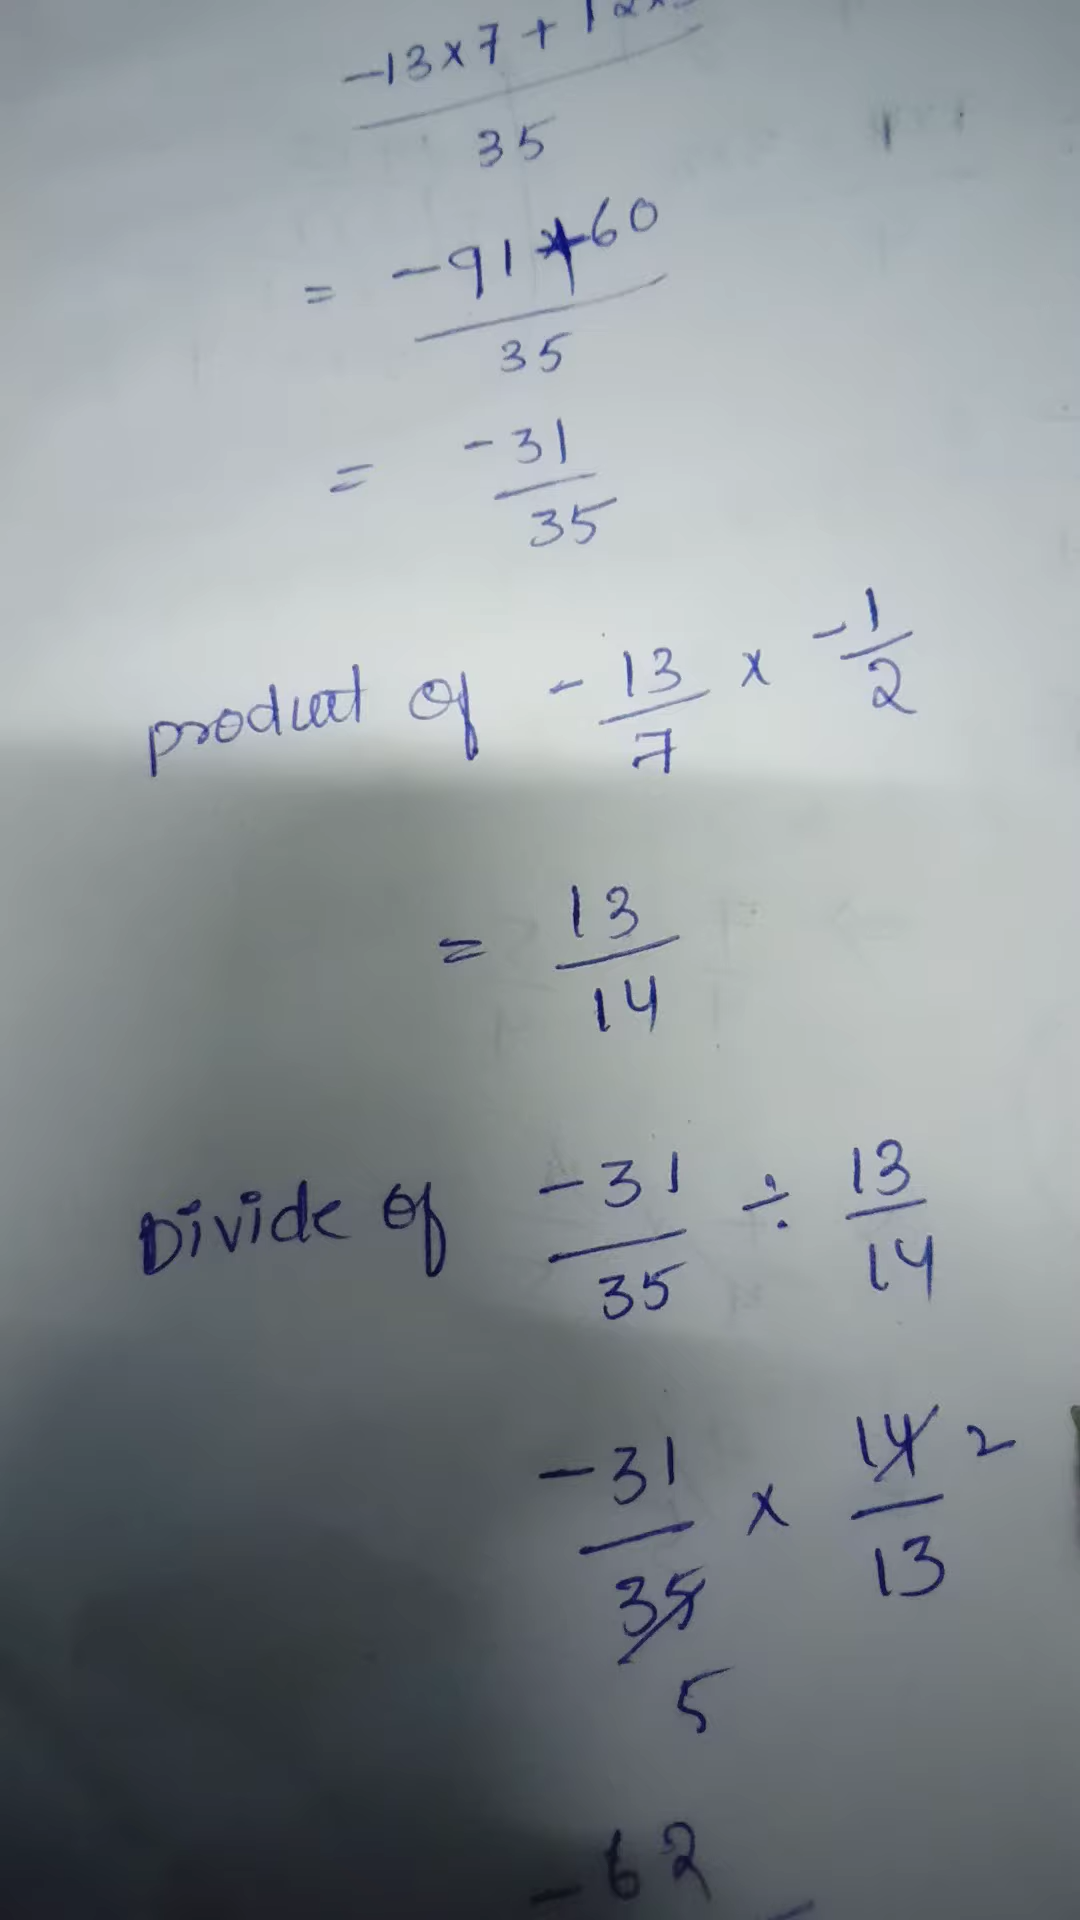 -13×7 + 12×
35
= -91+60
35
= -31
35
product of -13/7 × -1/2
= 13
14
Divide of -31/35 ÷ 13/14
-31/35 × 14/13 2
5
-62